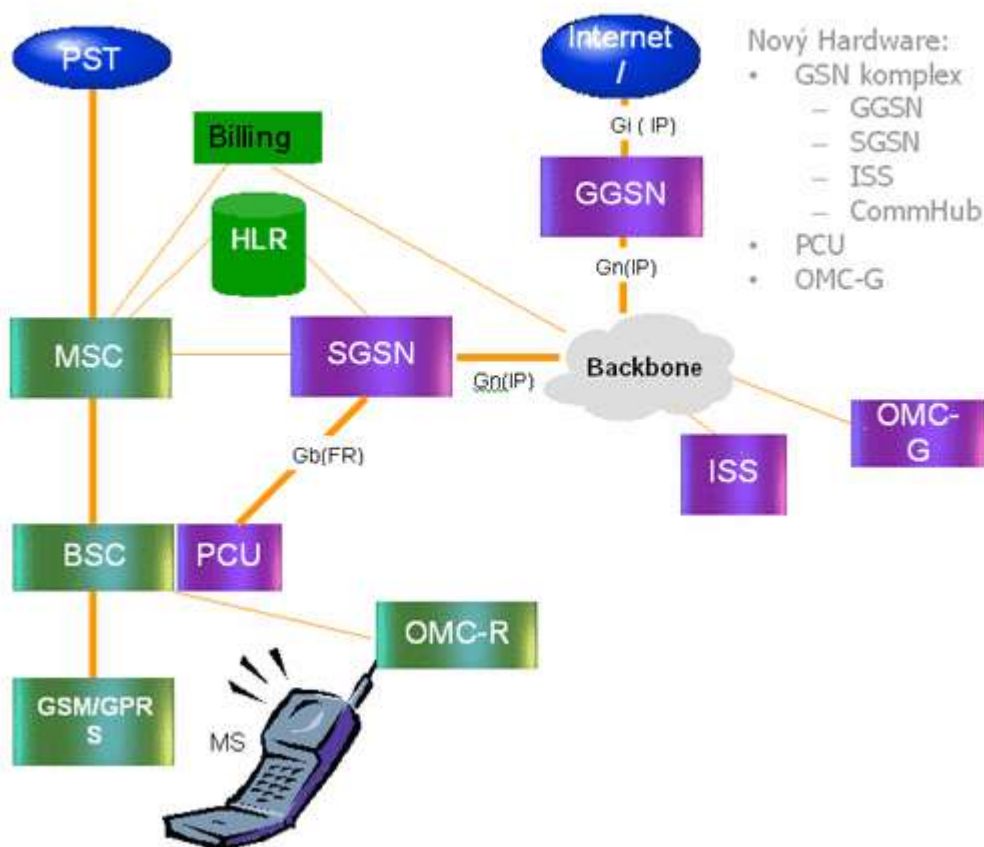 PST
Internet
/
Nový Hardware:
• GSN komplex
– GGSN
– SGSN
– ISS
– CommHub
• PCU
• OMC-G
Gi ( IP)
Billing
GGSN
HLR
Gn(IP)
MSC
SGSN
Gn(IP)
Backbone
OMC-
G
ISS
Gb(FR)
BSC
PCU
OMC-R
GSM/GPR
S
MS